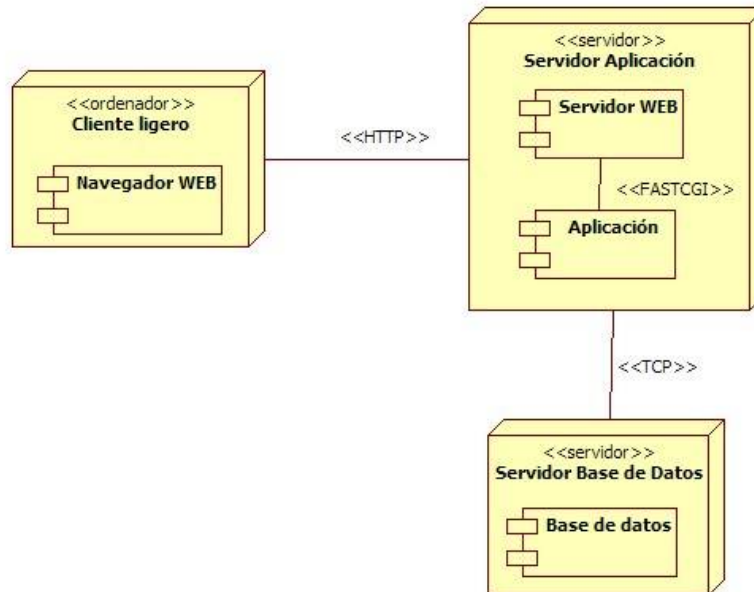 <<ordenador>>
Cliente ligero
Navegador WEB
<<HTTP>>
<<servidor>>
Servidor Aplicación
Servidor WEB
<<FASTCGI>>
Aplicación
<<TCP>>
<<servidor>>
Servidor Base de Datos
Base de datos